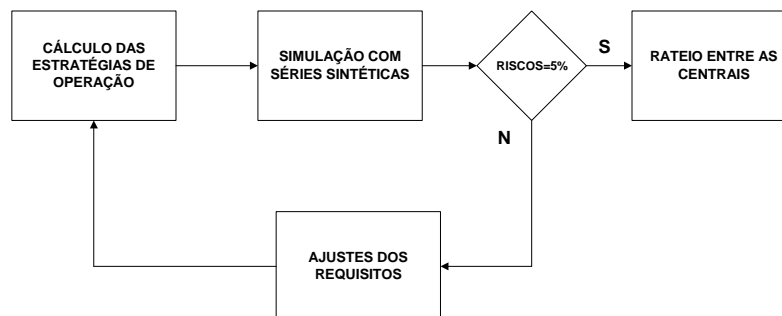 CÁLCULO DAS
ESTRATÉGIAS DE
OPERAÇÃO
SIMULAÇÃO COM
SÉRIES SINTÉTICAS
RISCOS=5%
S
RATEIO ENTRE AS
CENTRAIS
N
AJUSTES DOS
REQUISITOS